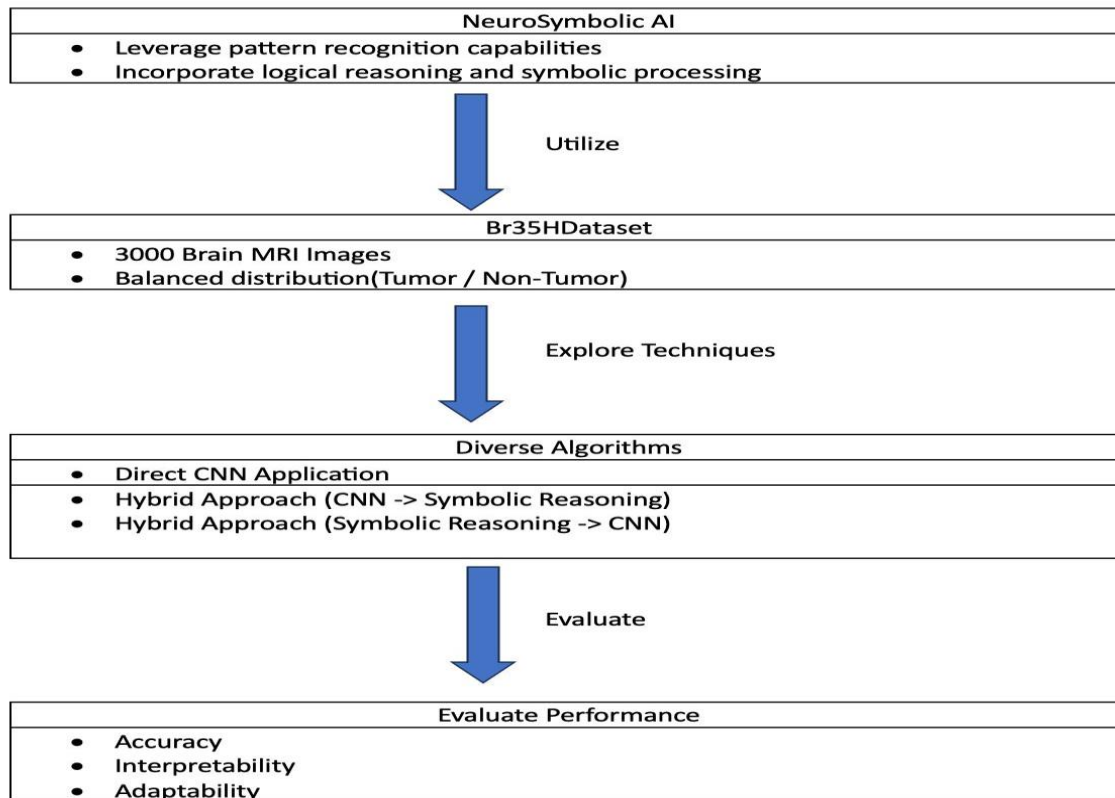 NeuroSymbolic AI
• Leverage pattern recognition capabilities
• Incorporate logical reasoning and symbolic processing
Utilize
Br35HDataset
• 3000 Brain MRI Images
• Balanced distribution(Tumor / Non-Tumor)
Explore Techniques
Diverse Algorithms
• Direct CNN Application
• Hybrid Approach (CNN -> Symbolic Reasoning)
• Hybrid Approach (Symbolic Reasoning -> CNN)
Evaluate
Evaluate Performance
• Accuracy
• Interpretability
• Adaptability